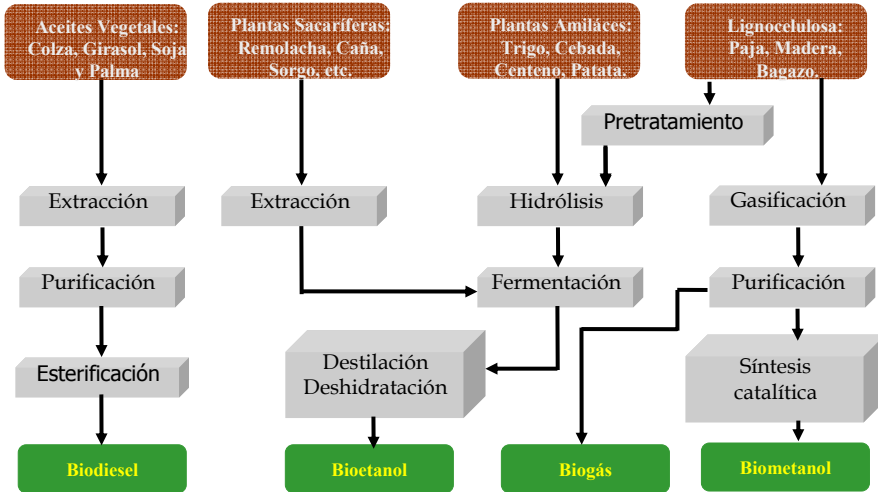 Aceites Vegetales:
Colza, Girasol, Soja
y Palma
Plantas Sacaríferas:
Remolacha, Caña,
Sorgo, etc.
Plantas Amiláces:
Trigo, Cebada,
Centeno, Patata.
Lignocelulosa:
Paja, Madera,
Bagazo.
Pretratamiento
Extracción
Extracción
Hidrólisis
Gasificación
Purificación
Fermentación
Purificación
Esterificación
Destilación
Deshidratación
Síntesis
catalítica
Biodiesel
Bioetanol
Biogás
Biometanol